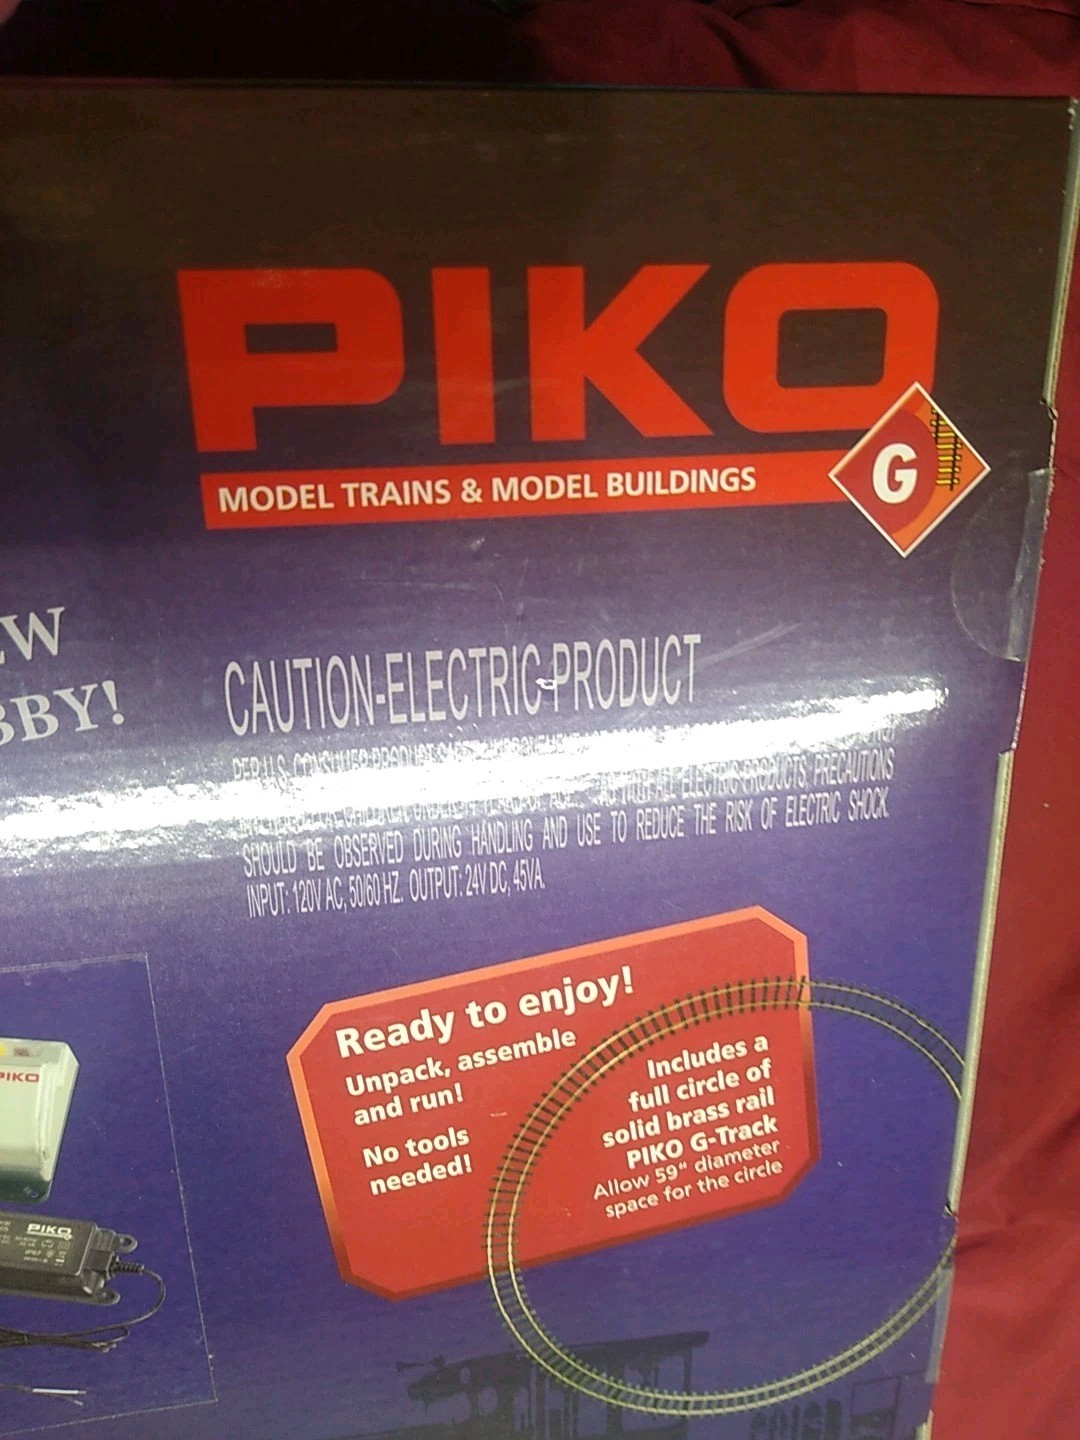 PIKO
MODEL TRAINS & MODEL BUILDINGS
G
BBY!
CAUTION-ELECTRIC PRODUCT
PER U.S. CONSUMER PRODUCT
ELECTRIC PRODUCTS, PRECAUTIONS
SHOULD BE OBSERVED DURING HANDLING AND USE TO REDUCE THE RISK OF ELECTRIC SHOCK.
INPUT: 120V AC, 50/60 HZ. OUTPUT: 24V DC, 45VA.
Ready to enjoy!
Unpack, assemble
and run!
No tools
needed!
Includes a
full circle of
solid brass rail
PIKO G-Track
Allow 59" diameter
space for the circle
PIKO
PIKO